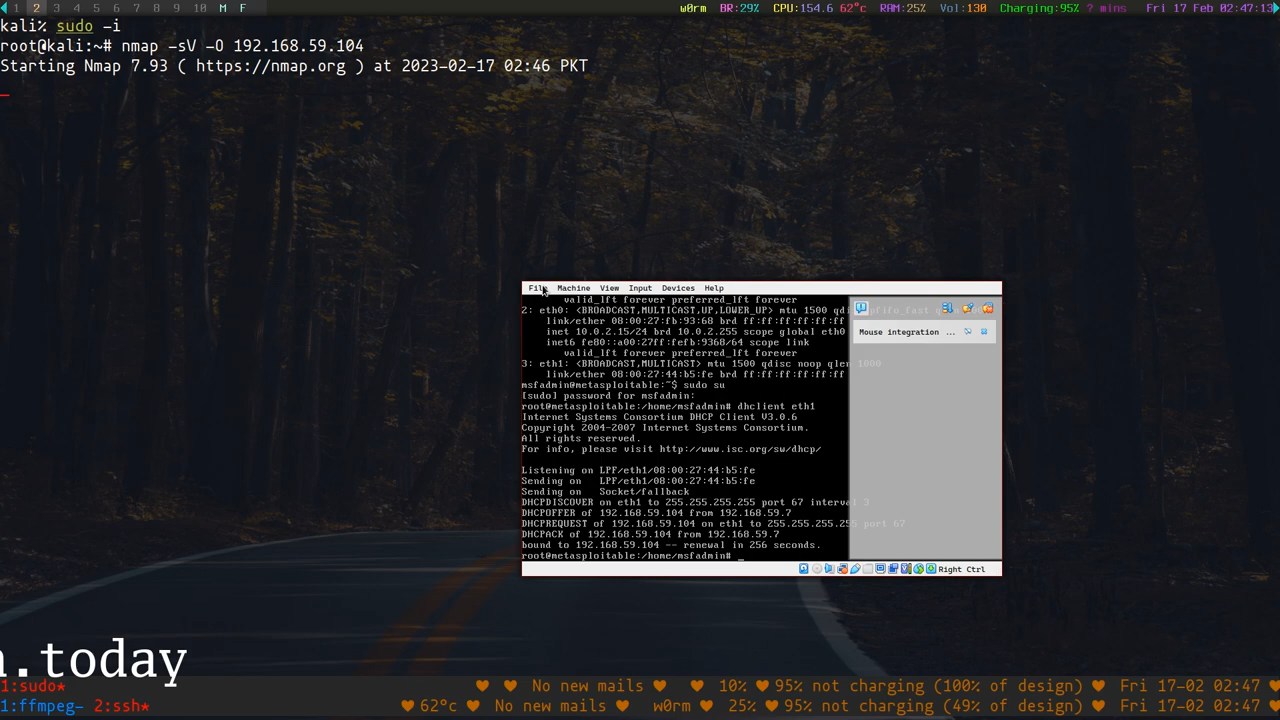 1 2 3 4 5 6 7 8 9 10 M F w0rm BR:29% CPU:154.6 62°c RAM:25% Vol:130 Charging:95% ? mins Fri 17 Feb 02:47:13
kali% sudo -i
root@kali:~# nmap -sV -O 192.168.59.104
Starting Nmap 7.93 ( https://nmap.org ) at 2023-02-17 02:46 PKT
File Machine View Input Devices Help
valid_lft forever preferred_lft forever
2: eth0: <BROADCAST,MULTICAST,UP,LOWER_UP> mtu 1500 qdi
link/ether 08:00:27:fb:93:68 brd ff:ff:ff:ff:ff:ff
inet 10.0.2.15/24 brd 10.0.2.255 scope global eth0
inet6 fe80::a00:27ff:fefb:9368/64 scope link
Mouse integration ...
valid_lft forever preferred_lft forever
3: eth1: <BROADCAST,MULTICAST> mtu 1500 qdisc noop qlen 1000
link/ether 08:00:27:44:b5:fe brd ff:ff:ff:ff:ff:ff
msfadmin@metasploitable:~$ sudo su
[sudo] password for msfadmin:
root@metasploitable:/home/msfadmin# dhclient eth1
Internet Systems Consortium DHCP Client V3.0.6
Copyright 2004-2007 Internet Systems Consortium.
All rights reserved.
For info, please visit http://www.isc.org/sw/dhcp/
Listening on LPF/eth1/08:00:27:44:b5:fe
Sending on LPF/eth1/08:00:27:44:b5:fe
Sending on Socket/fallback
DHCPDISCOVER on eth1 to 255.255.255.255 port 67 interval 3
DHCPOFFER of 192.168.59.104 from 192.168.59.7
DHCPREQUEST of 192.168.59.104 on eth1 to 255.255.255.255 port 67
DHCPACK of 192.168.59.104 from 192.168.59.7
bound to 192.168.59.104 -- renewal in 256 seconds.
root@metasploitable:/home/msfadmin# _
Right Ctrl
n.today
1:sudo* ♥ ♥ No new mails ♥ ♥ 10% ♥ 95% not charging (100% of design) ♥ Fri 17-02 02:47 ♥
1:ffmpeg- 2:ssh* ♥ 62°c ♥ No new mails ♥ w0rm ♥ 25% ♥ 95% not charging (49% of design) ♥ Fri 17-02 02:47 ♥